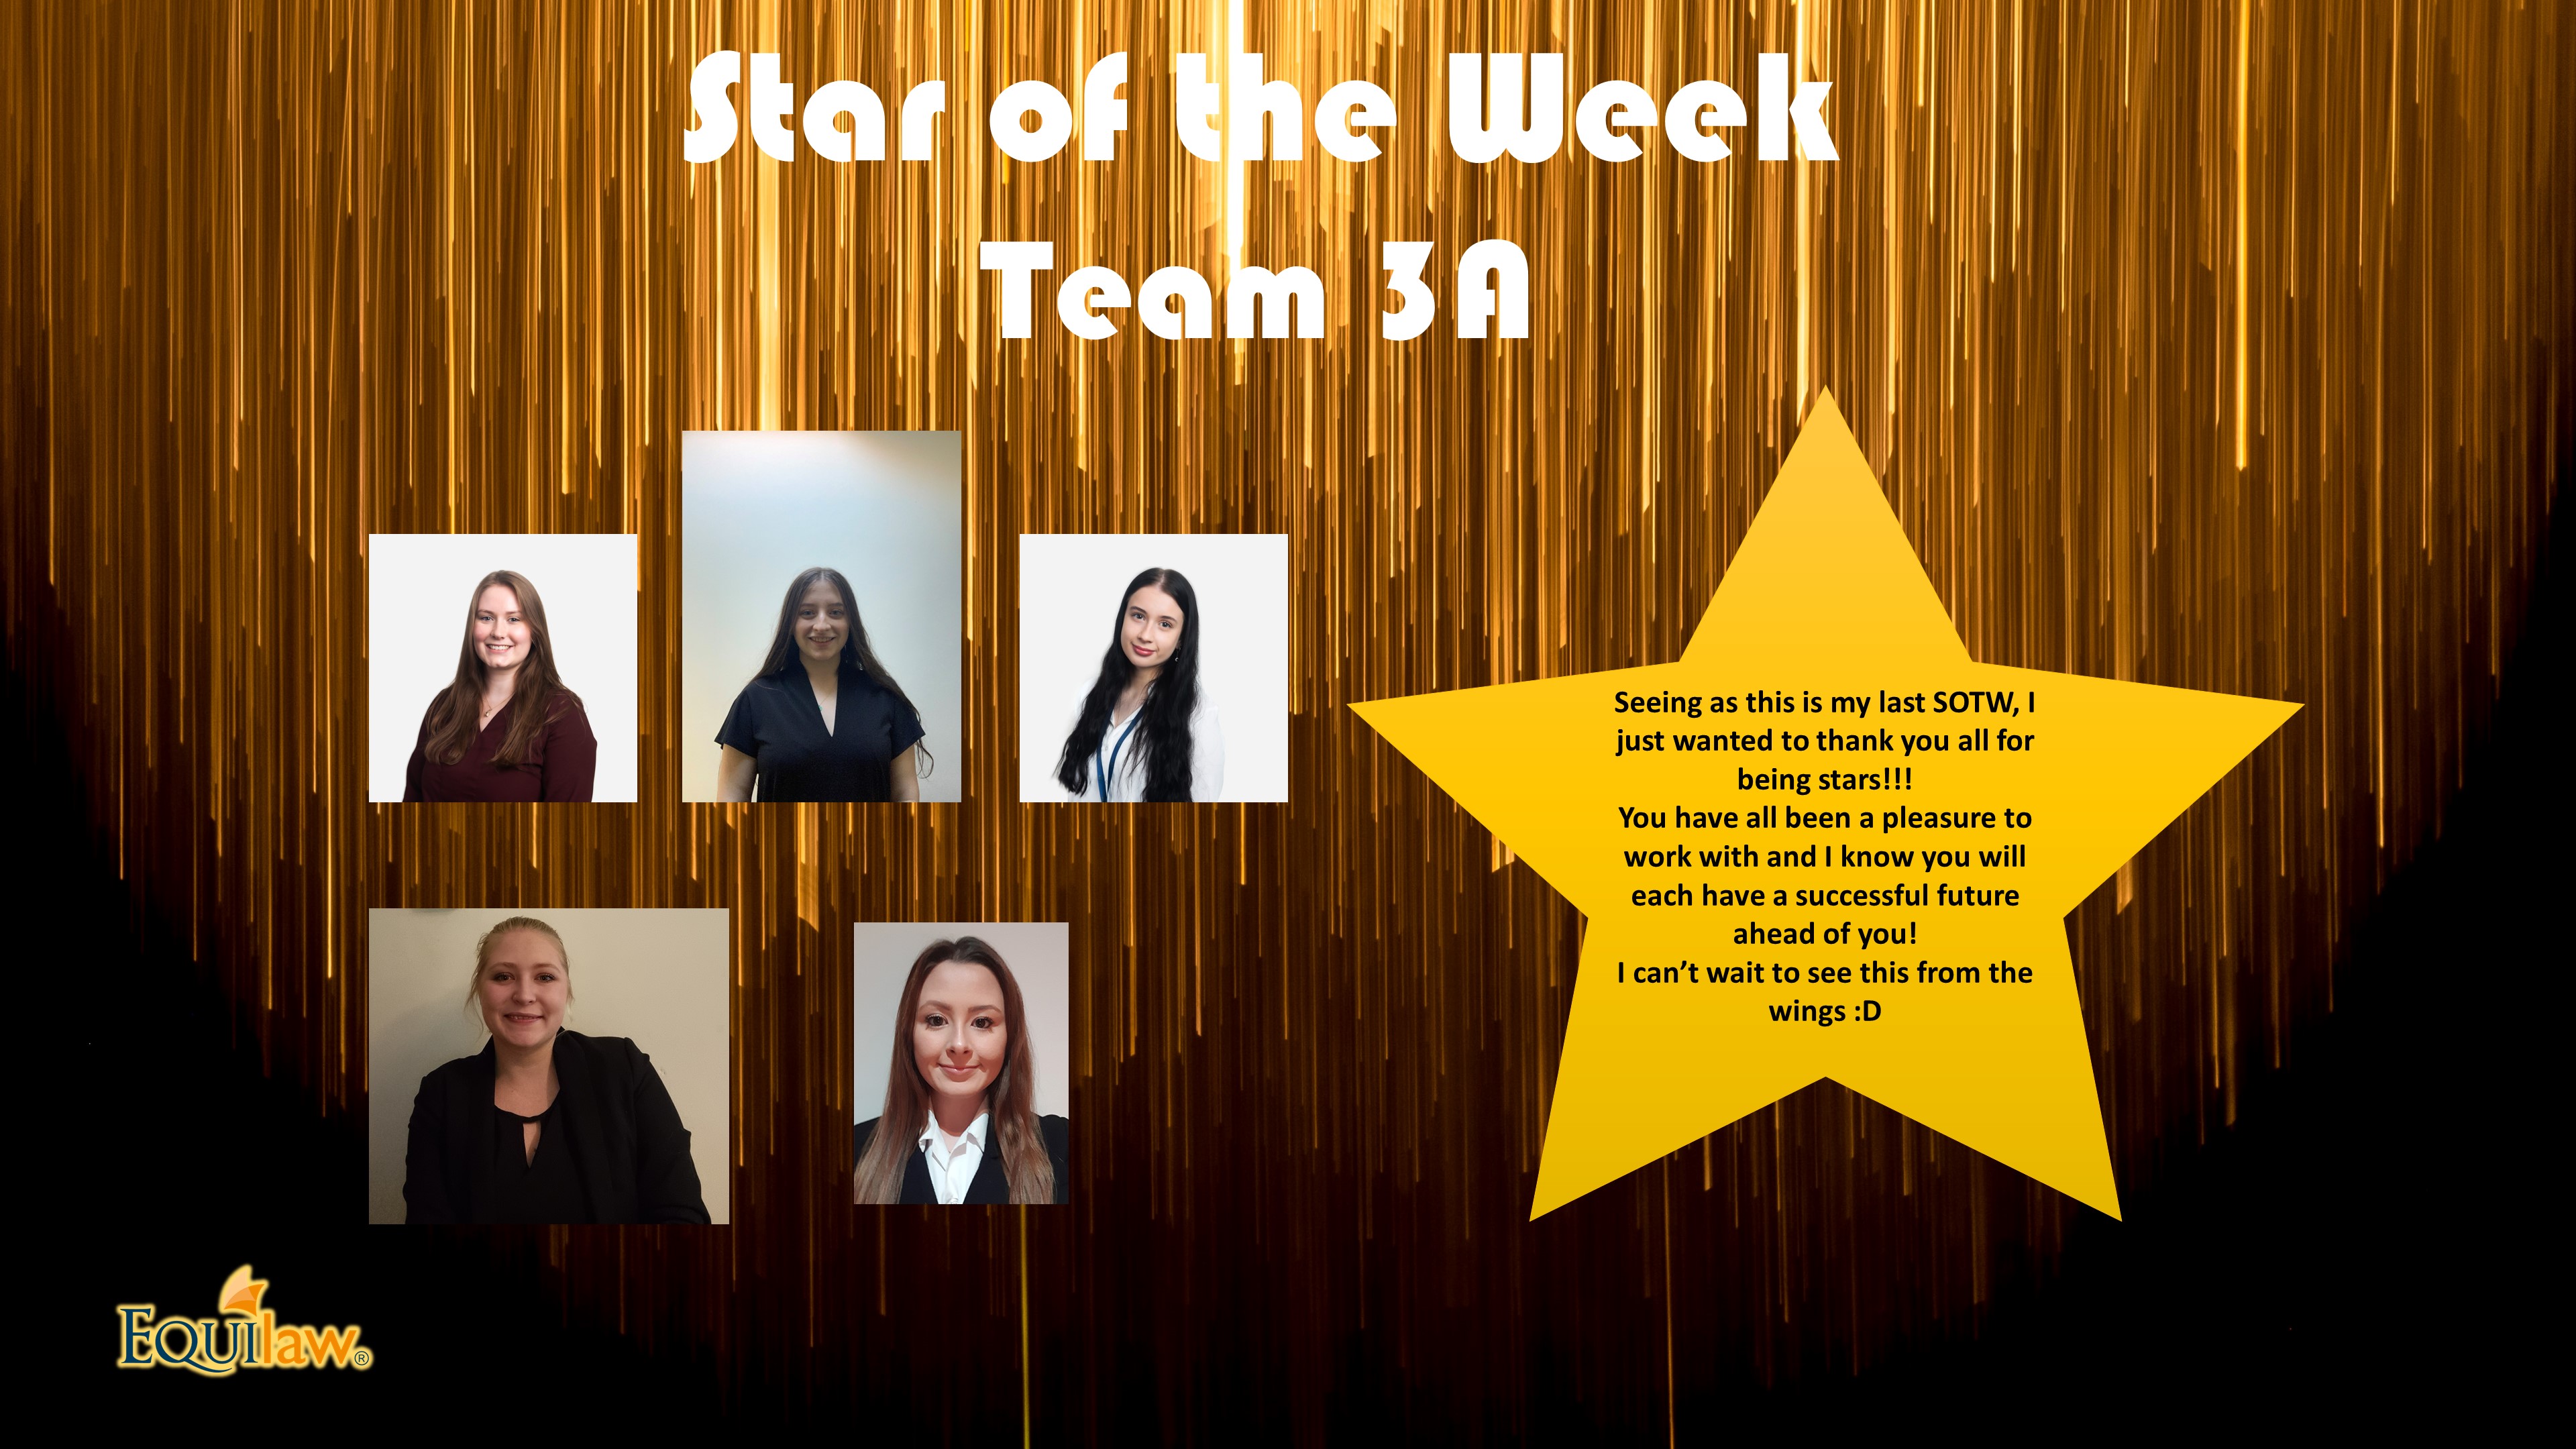 Star of the Week
Team 3A
Seeing as this is my last SOTW, I
just wanted to thank you all for
being stars!!!
You have all been a pleasure to
work with and I know you will
each have a successful future
ahead of you!
I can’t wait to see this from the
wings :D
EQUIlaw®